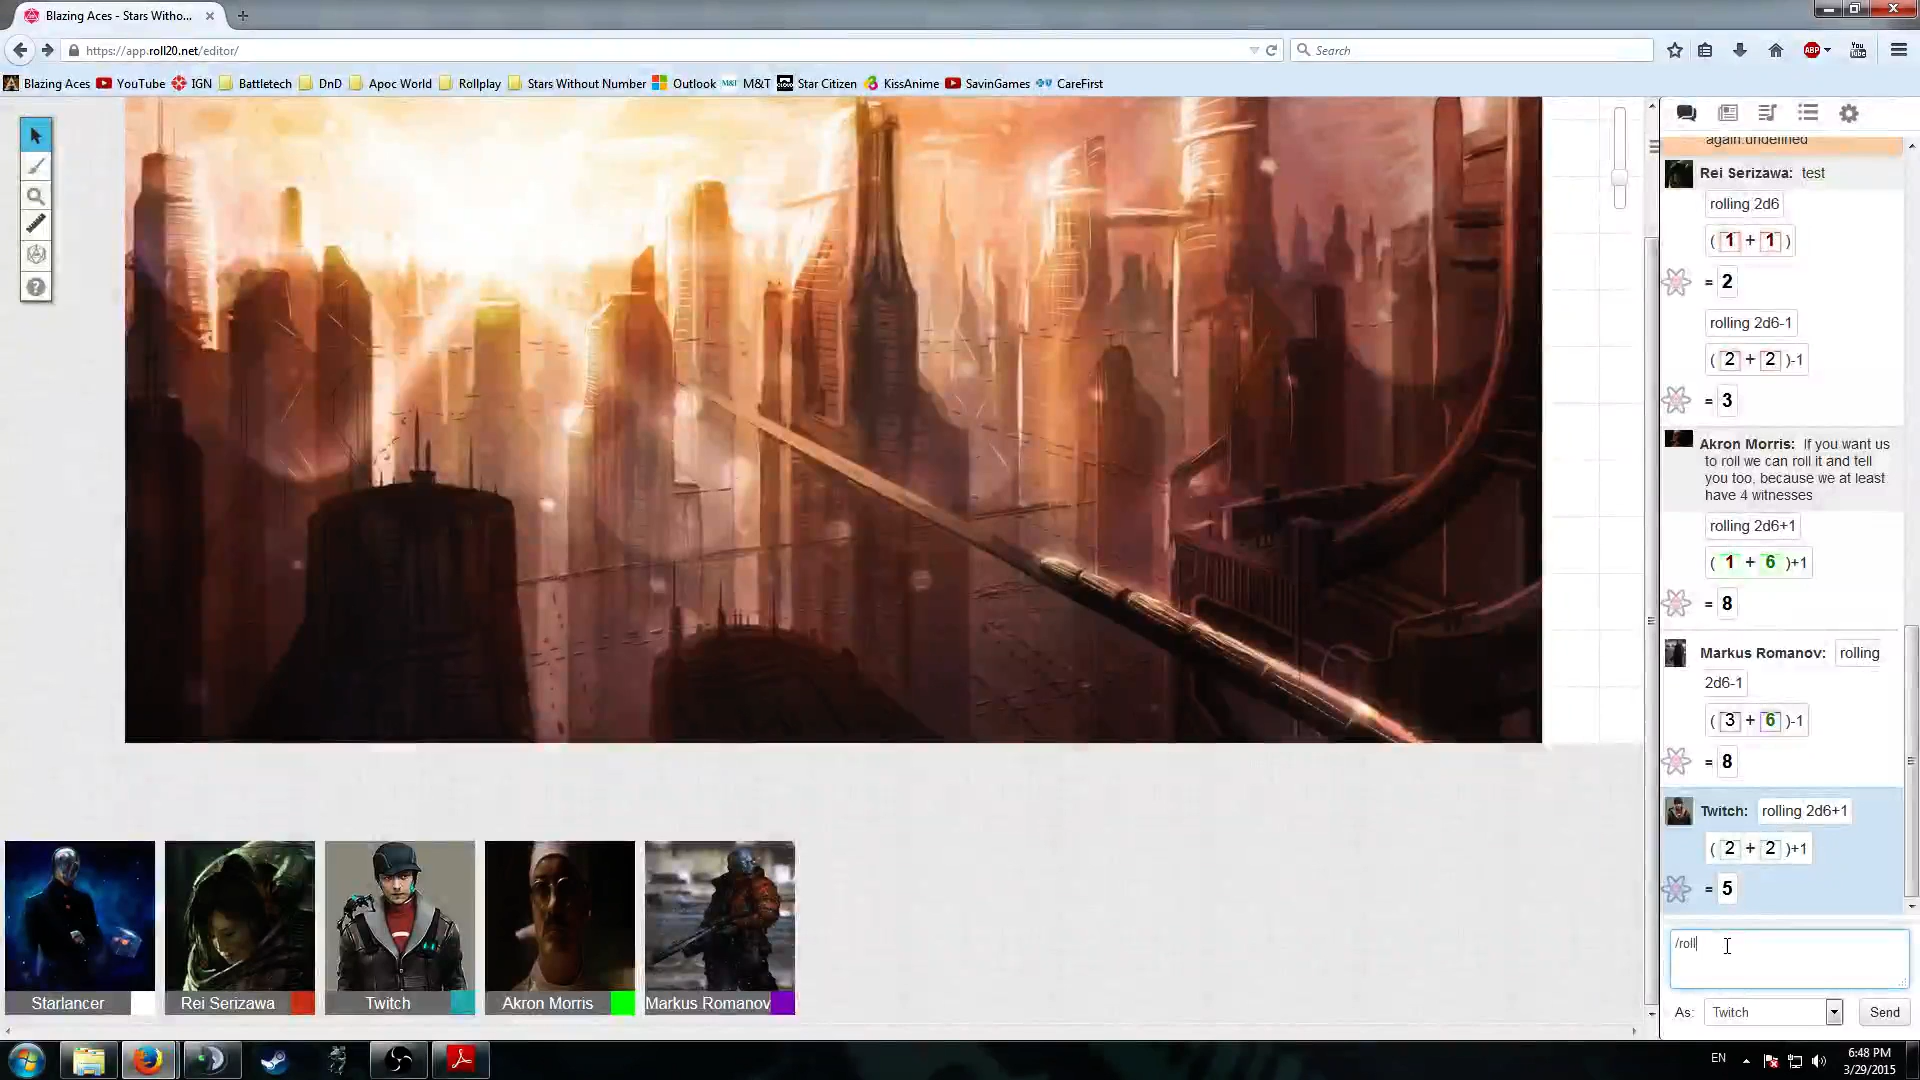 Blazing Aces - Stars Witho...
https://app.roll20.net/editor/
Search
ABP
You Tube
Blazing Aces
YouTube
IGN
Battletech
DnD
Apoc World
Rollplay
Stars Without Number
Outlook
M&T
M&T
Star Citizen
KissAnime
SavinGames
CareFirst
again.undefined
Rei Serizawa: test
rolling 2d6
( 1 + 1 )
= 2
rolling 2d6-1
( 2 + 2 )-1
= 3
Akron Morris: If you want us
to roll we can roll it and tell
you too, because we at least
have 4 witnesses
rolling 2d6+1
( 1 + 6 )+1
= 8
Markus Romanov: rolling
2d6-1
( 3 + 6 )-1
= 8
Twitch: rolling 2d6+1
( 2 + 2 )+1
= 5
/roll
As: Twitch
Send
Starlancer
Rei Serizawa
Twitch
Akron Morris
Markus Romanov
EN
6:48 PM
3/29/2015